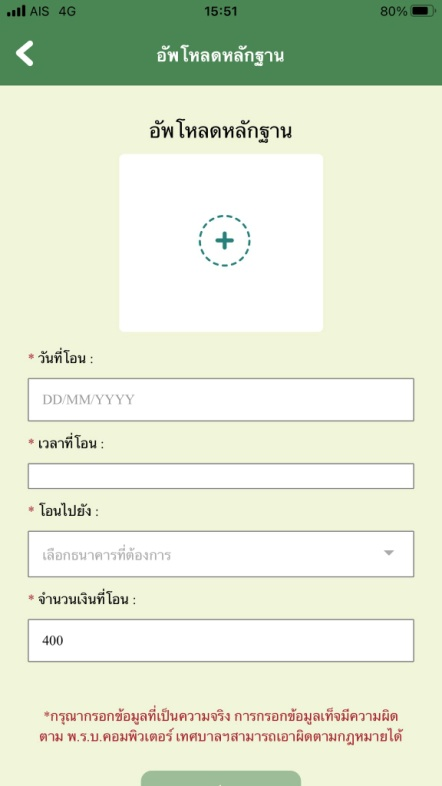 AIS 4G 15:51 80%
อัพโหลดหลักฐาน
อัพโหลดหลักฐาน
* วันที่โอน :
DD/MM/YYYY
* เวลาที่โอน :
* โอนไปยัง :
เลือกธนาคารที่ต้องการ
* จำนวนเงินที่โอน :
400
*กรุณากรอกข้อมูลที่เป็นความจริง การกรอกข้อมูลเท็จมีความผิด
ตาม พ.ร.บ.คอมพิวเตอร์ เทศบาลฯสามารถเอาผิดตามกฎหมายได้